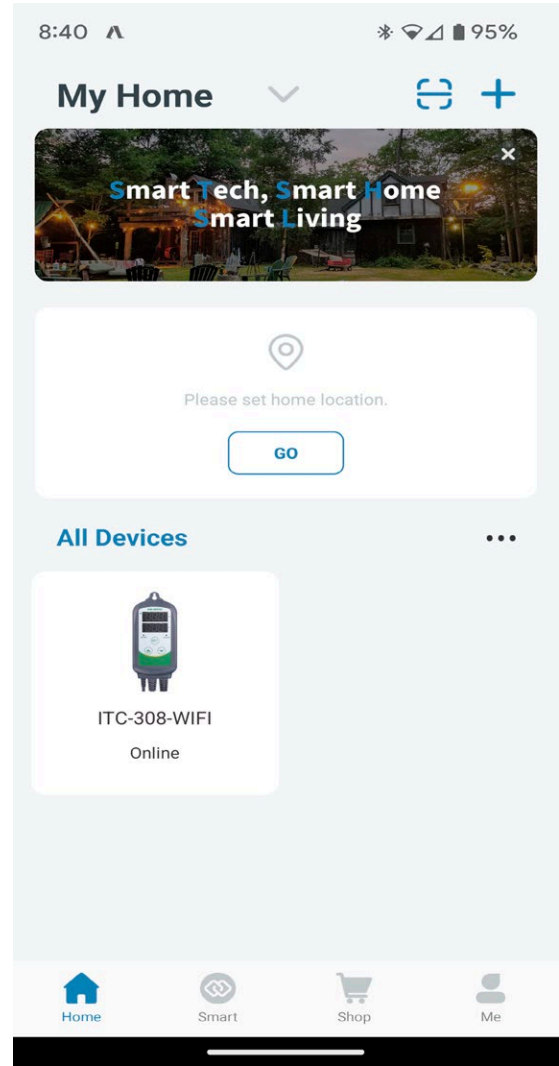 8:40
95%
My Home
Smart Tech, Smart Home
Smart Living
Please set home location.
GO
All Devices
ITC-308-WIFI
Online
Home
Smart
Shop
Me